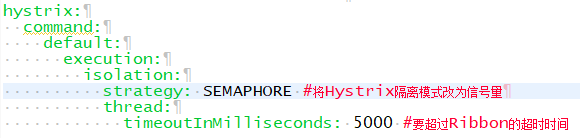 hystrix:
  command:
    default:
      execution:
        isolation:
          strategy: SEMAPHORE #将Hystrix隔离模式改为信号量
          thread:
            timeoutInMilliseconds: 5000 #要超过Ribbon的超时时间